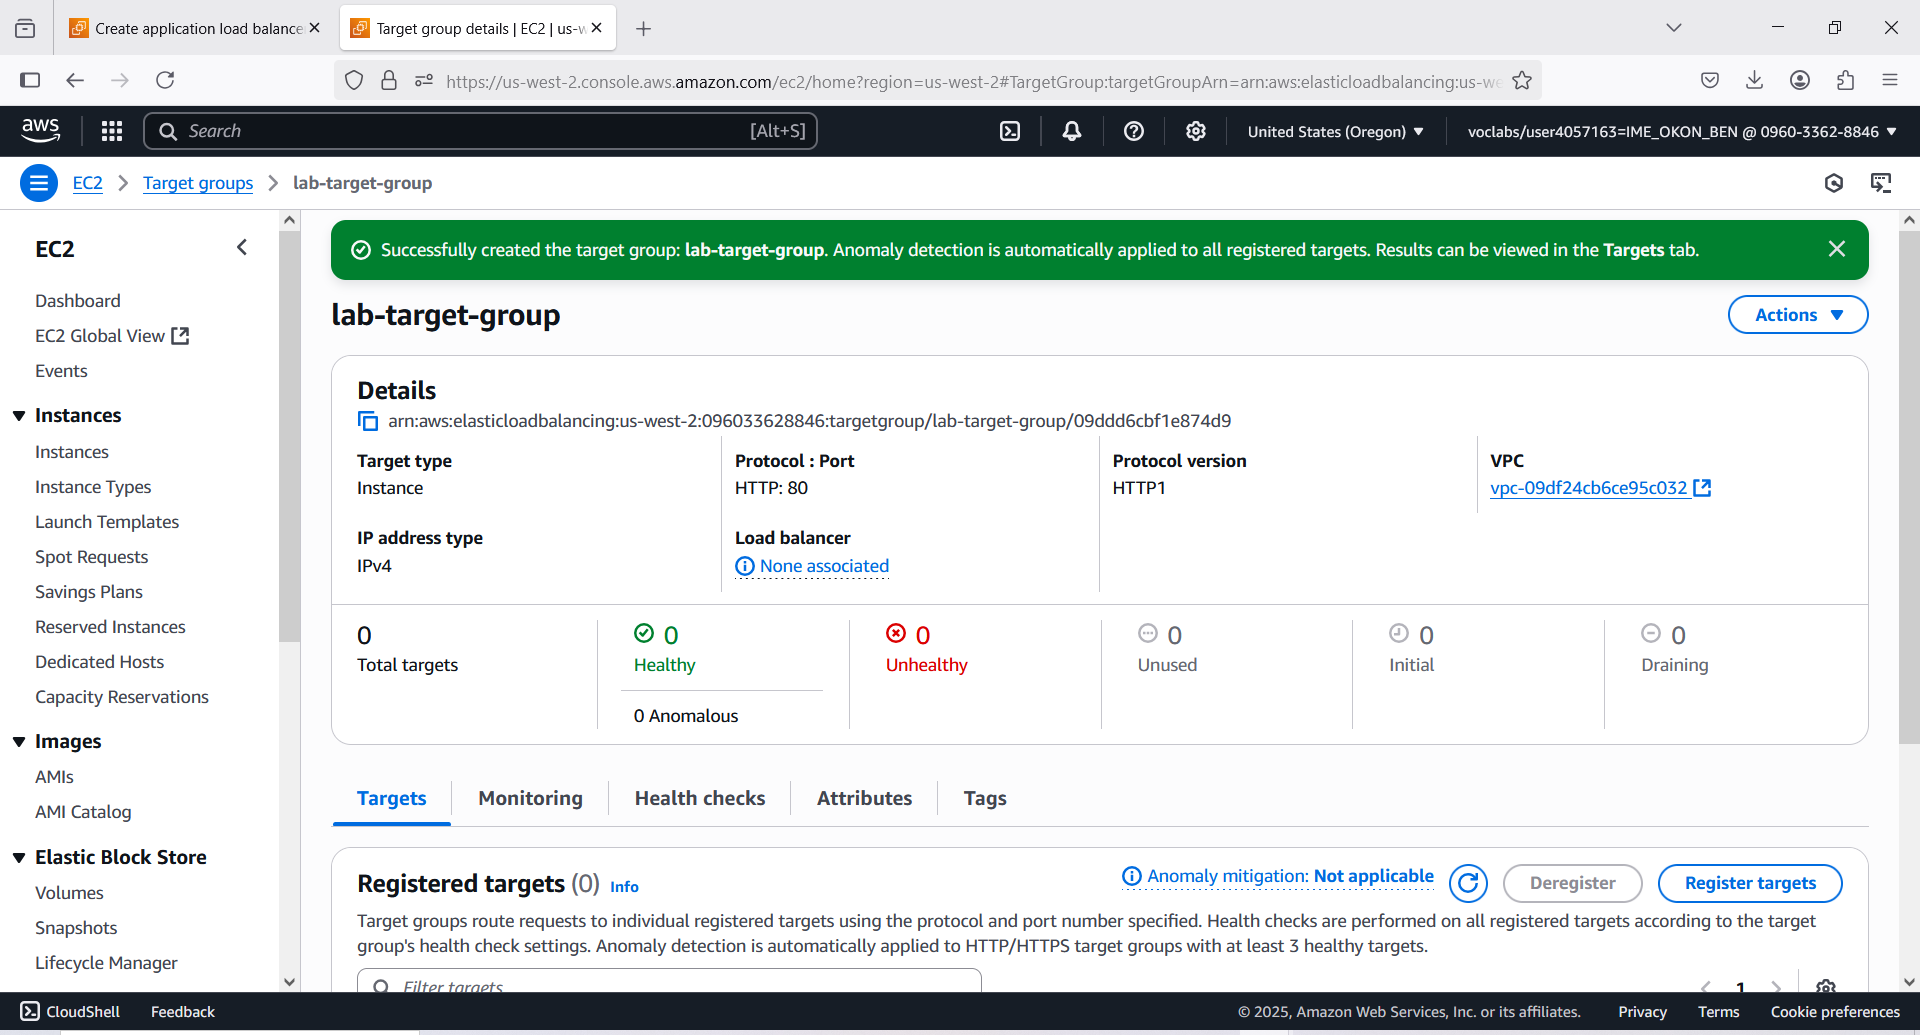 Create application load balance
Target group details | EC2 | us-w
https://us-west-2.console.aws.amazon.com/ec2/home?region=us-west-2#TargetGroup:targetGroupArn=arn:aws:elasticloadbalancing:us-we
aws
Search
[Alt+S]
United States (Oregon)
voclabs/user4057163=IME_OKON_BEN @ 0960-3362-8846
EC2
Target groups
lab-target-group
EC2
Dashboard
EC2 Global View
Events
Instances
Instances
Instance Types
Launch Templates
Spot Requests
Savings Plans
Reserved Instances
Dedicated Hosts
Capacity Reservations
Images
AMIs
AMI Catalog
Elastic Block Store
Volumes
Snapshots
Lifecycle Manager
Successfully created the target group: lab-target-group. Anomaly detection is automatically applied to all registered targets. Results can be viewed in the Targets tab.
lab-target-group
Actions
Details
arn:aws:elasticloadbalancing:us-west-2:096033628846:targetgroup/lab-target-group/09ddd6cbf1e874d9
Target type
Instance
Protocol : Port
HTTP: 80
Protocol version
HTTP1
VPC
vpc-09df24cb6ce95c032
IP address type
IPv4
Load balancer
None associated
0
Total targets
0
Healthy
0 Anomalous
0
Unhealthy
0
Unused
0
Initial
0
Draining
Targets
Monitoring
Health checks
Attributes
Tags
Registered targets (0) Info
Anomaly mitigation: Not applicable
Deregister
Register targets
Target groups route requests to individual registered targets using the protocol and port number specified. Health checks are performed on all registered targets according to the target
group's health check settings. Anomaly detection is automatically applied to HTTP/HTTPS target groups with at least 3 healthy targets.
Filter targets
1
CloudShell
Feedback
© 2025, Amazon Web Services, Inc. or its affiliates.
Privacy
Terms
Cookie preferences